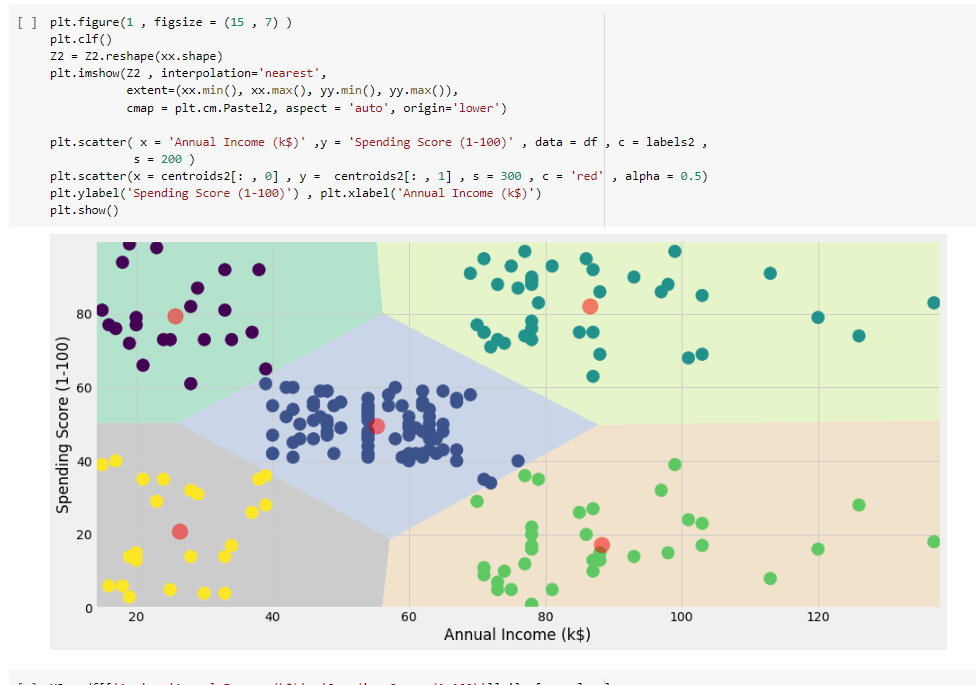 [ ] plt.figure(1 , figsize = (15 , 7) )
plt.clf()
Z2 = Z2.reshape(xx.shape)
plt.imshow(Z2 , interpolation='nearest',
extent=(xx.min(), xx.max(), yy.min(), yy.max()),
cmap = plt.cm.Pastel2, aspect = 'auto', origin='lower')
plt.scatter( x = 'Annual Income (k$)' ,y = 'Spending Score (1-100)' , data = df , c = labels2 ,
s = 200 )
plt.scatter(x = centroids2[: , 0] , y =  centroids2[: , 1] , s = 300 , c = 'red' , alpha = 0.5)
plt.ylabel('Spending Score (1-100)') , plt.xlabel('Annual Income (k$)')
plt.show()
Spending Score (1-100)
80
60
40
20
0
20 40 60 80 100 120
Annual Income (k$)